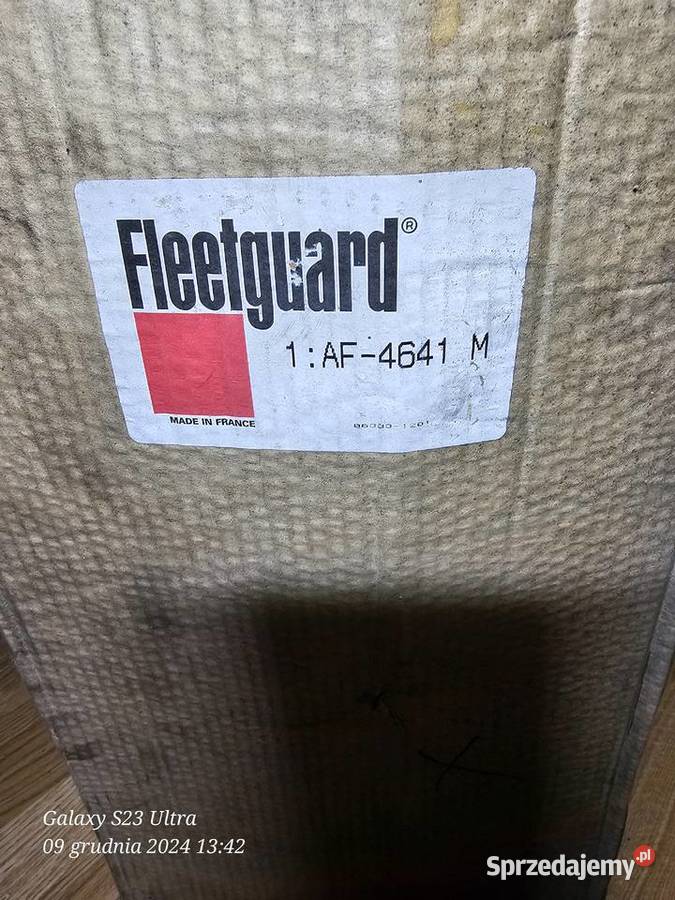 Fleetguard®
1:AF-4641 M
MADE IN FRANCE
Galaxy S23 Ultra
09 grudnia 2024 13:42
Sprzedajemy.pl